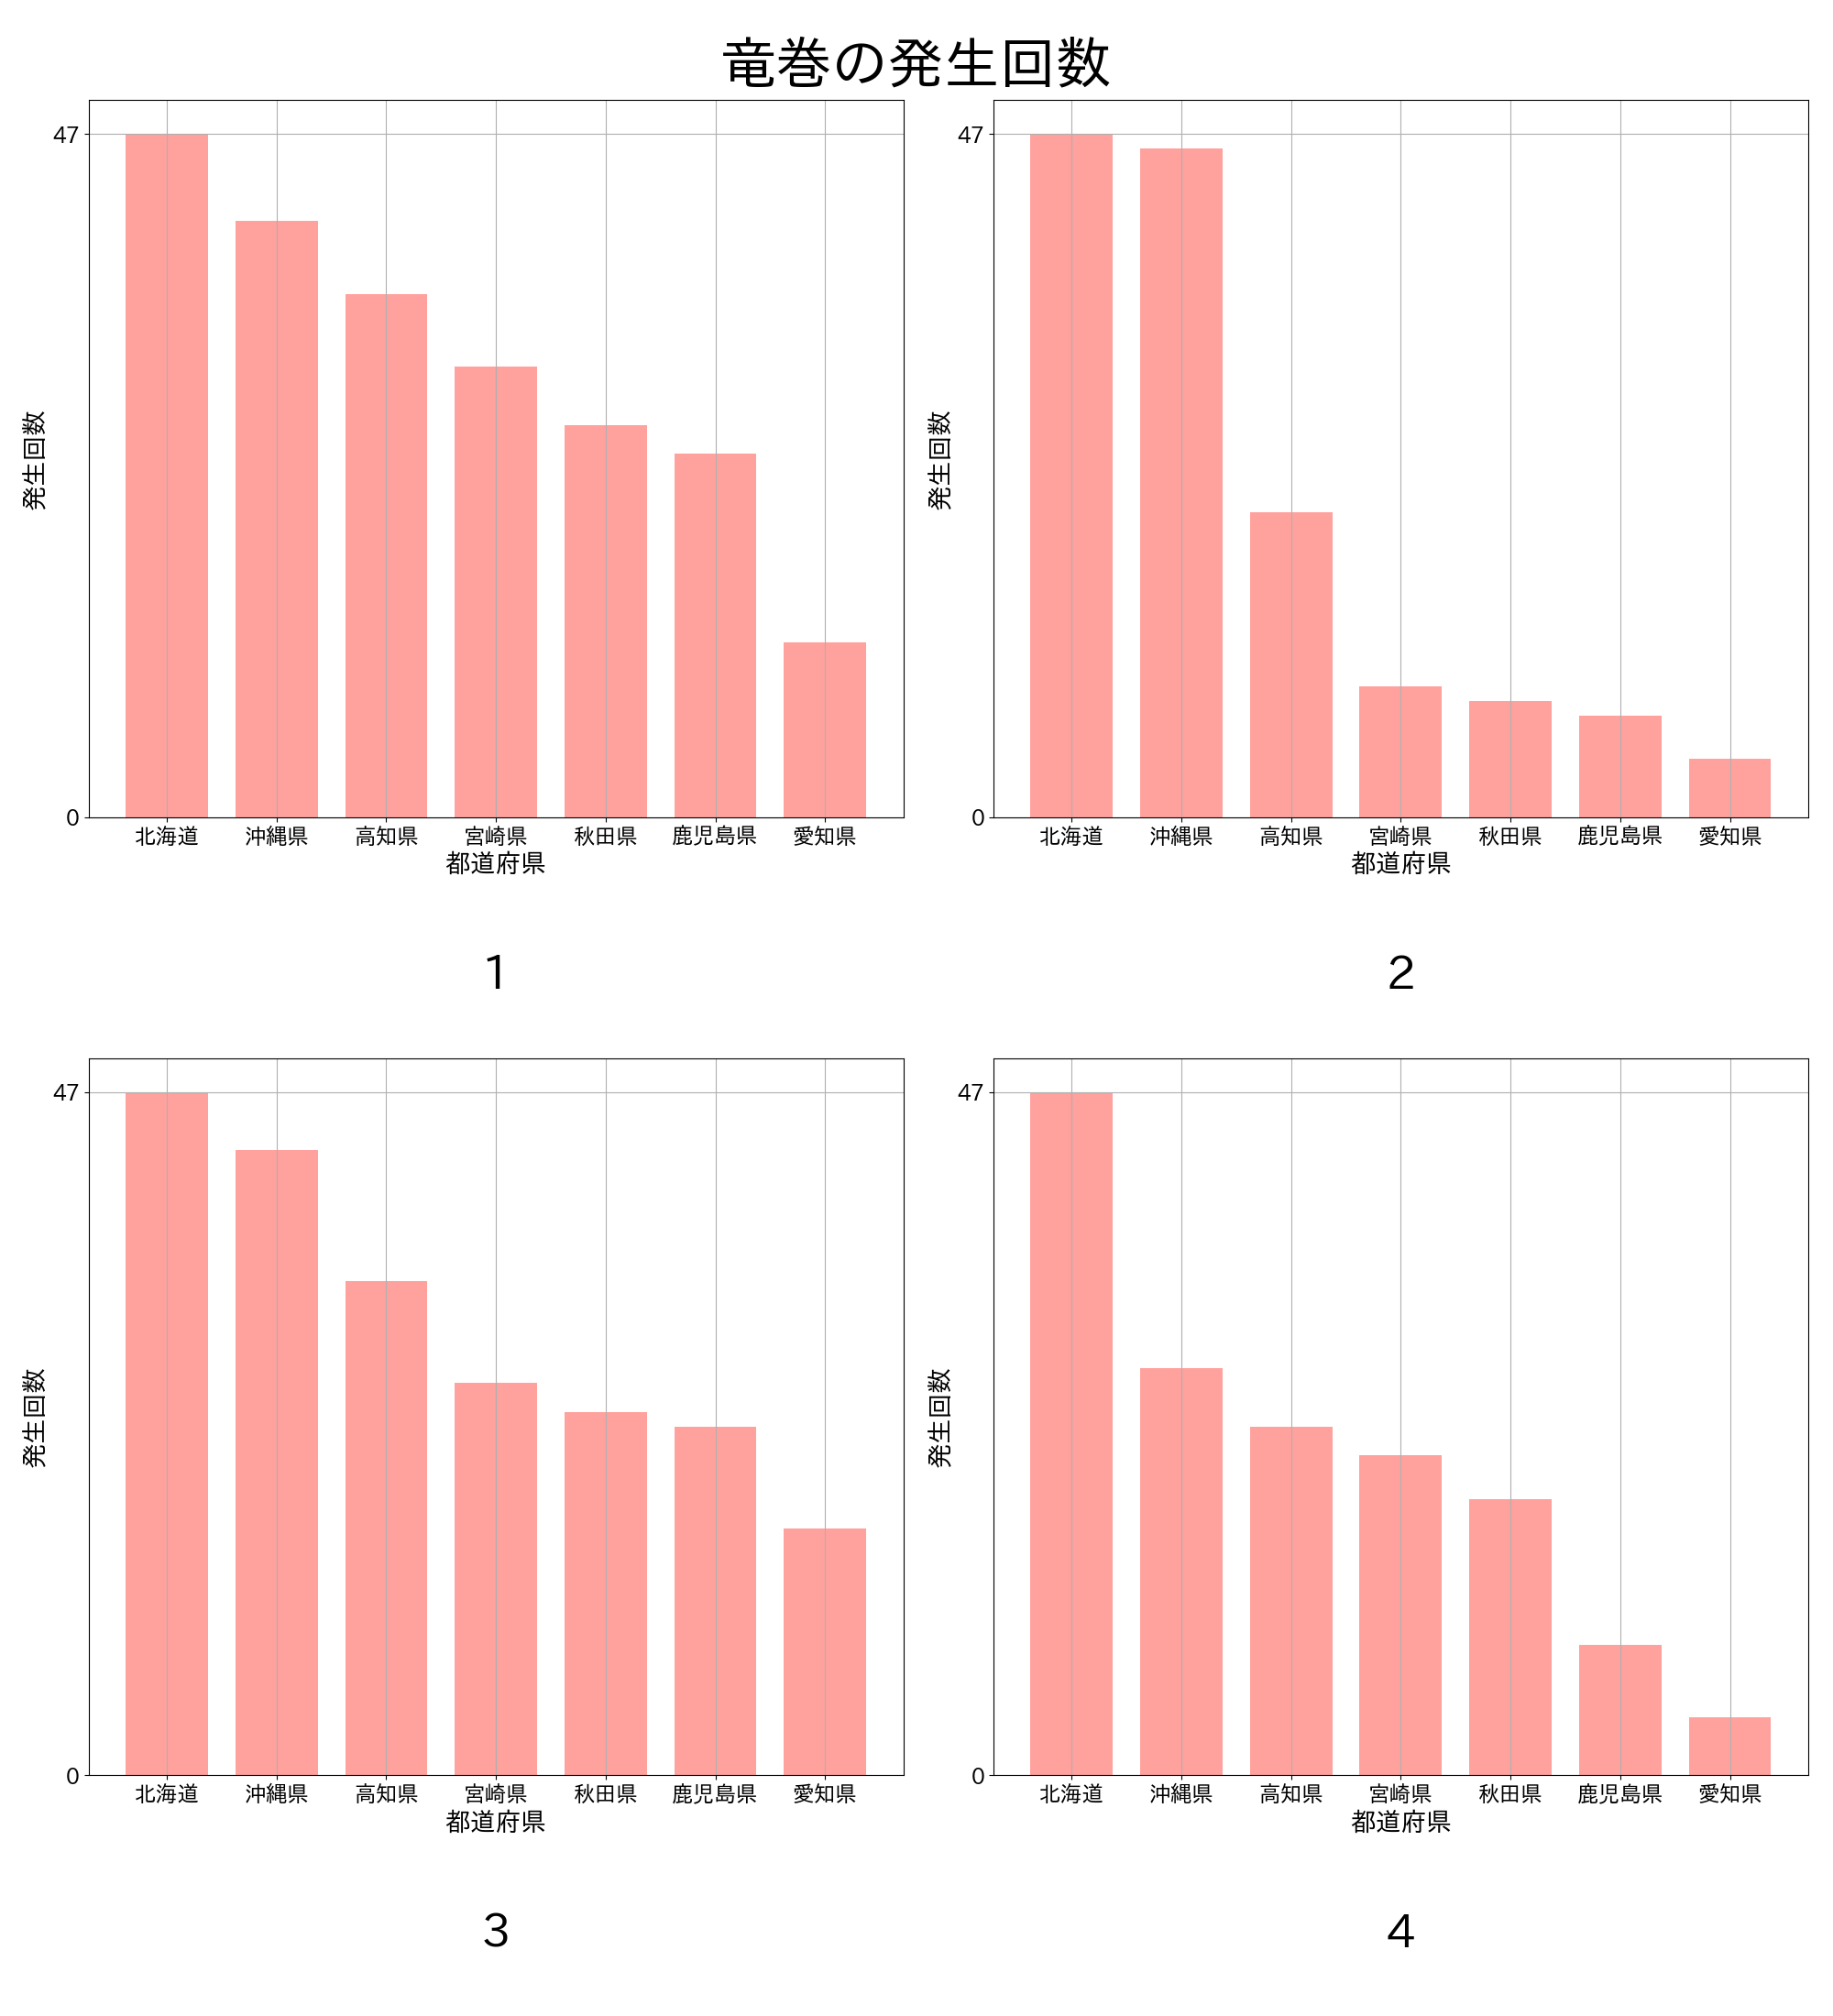 竜巻の発生回数
47
0
発生回数
北海道 沖縄県 高知県 宮崎県 秋田県 鹿児島県 愛知県
都道府県
1
47
0
発生回数
北海道 沖縄県 高知県 宮崎県 秋田県 鹿児島県 愛知県
都道府県
2
47
0
発生回数
北海道 沖縄県 高知県 宮崎県 秋田県 鹿児島県 愛知県
都道府県
3
47
0
発生回数
北海道 沖縄県 高知県 宮崎県 秋田県 鹿児島県 愛知県
都道府県
4